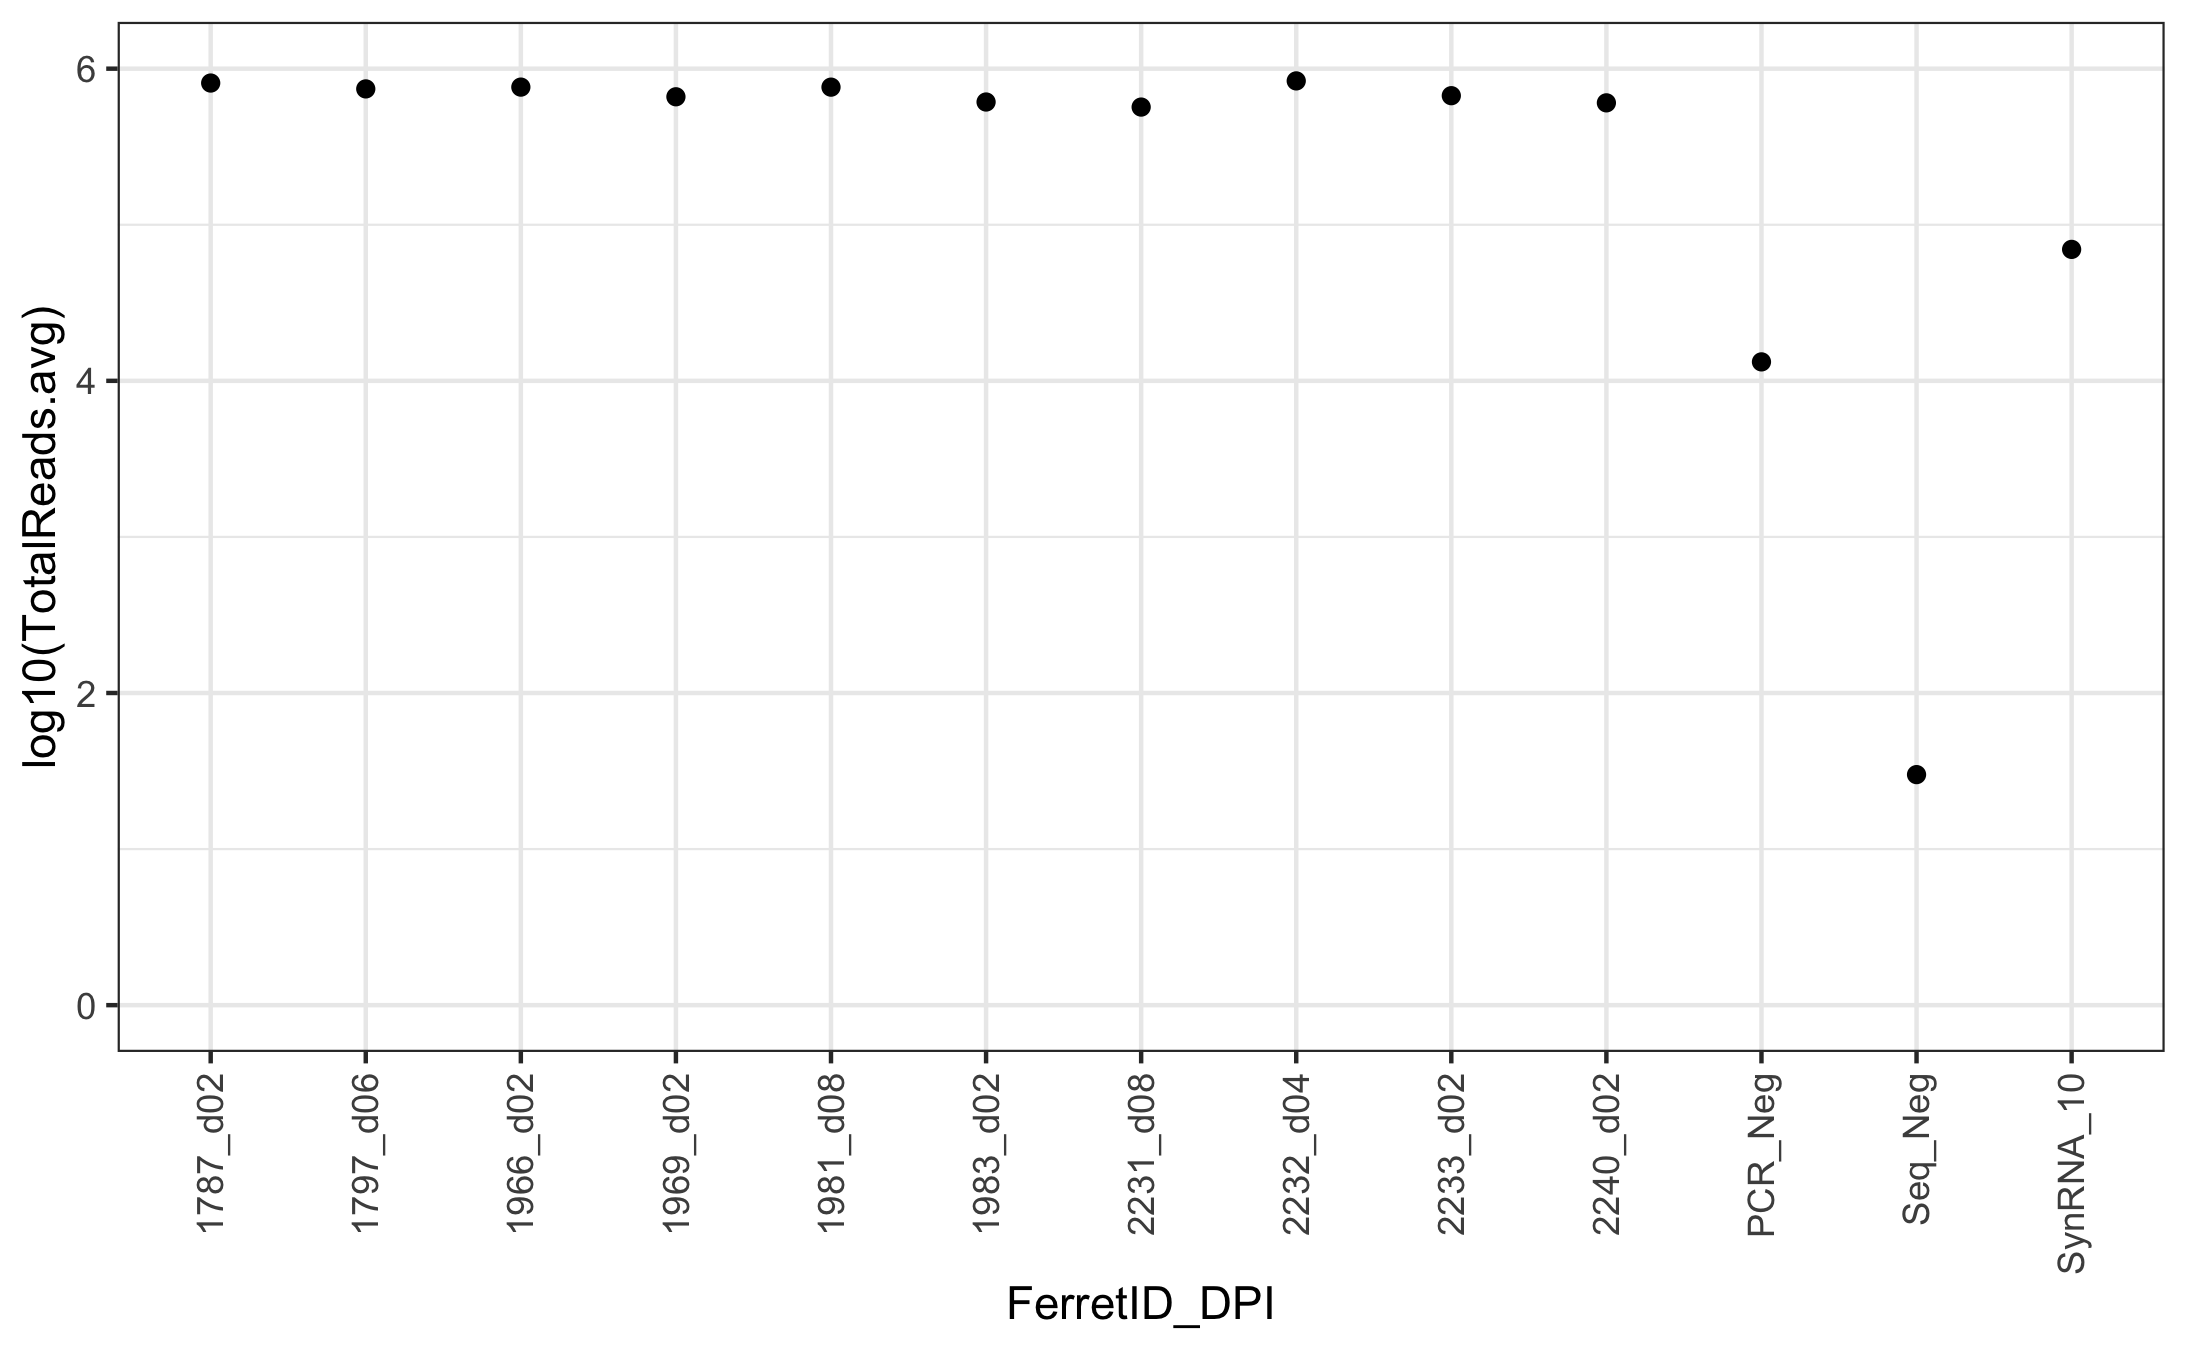 log10(TotalReads.avg)
6
4
2
0
1787_d02
1797_d06
1966_d02
1969_d02
1981_d08
1983_d02
2231_d08
2232_d04
2233_d02
2240_d02
PCR_Neg
Seq_Neg
SynRNA_10
FerretID_DPI